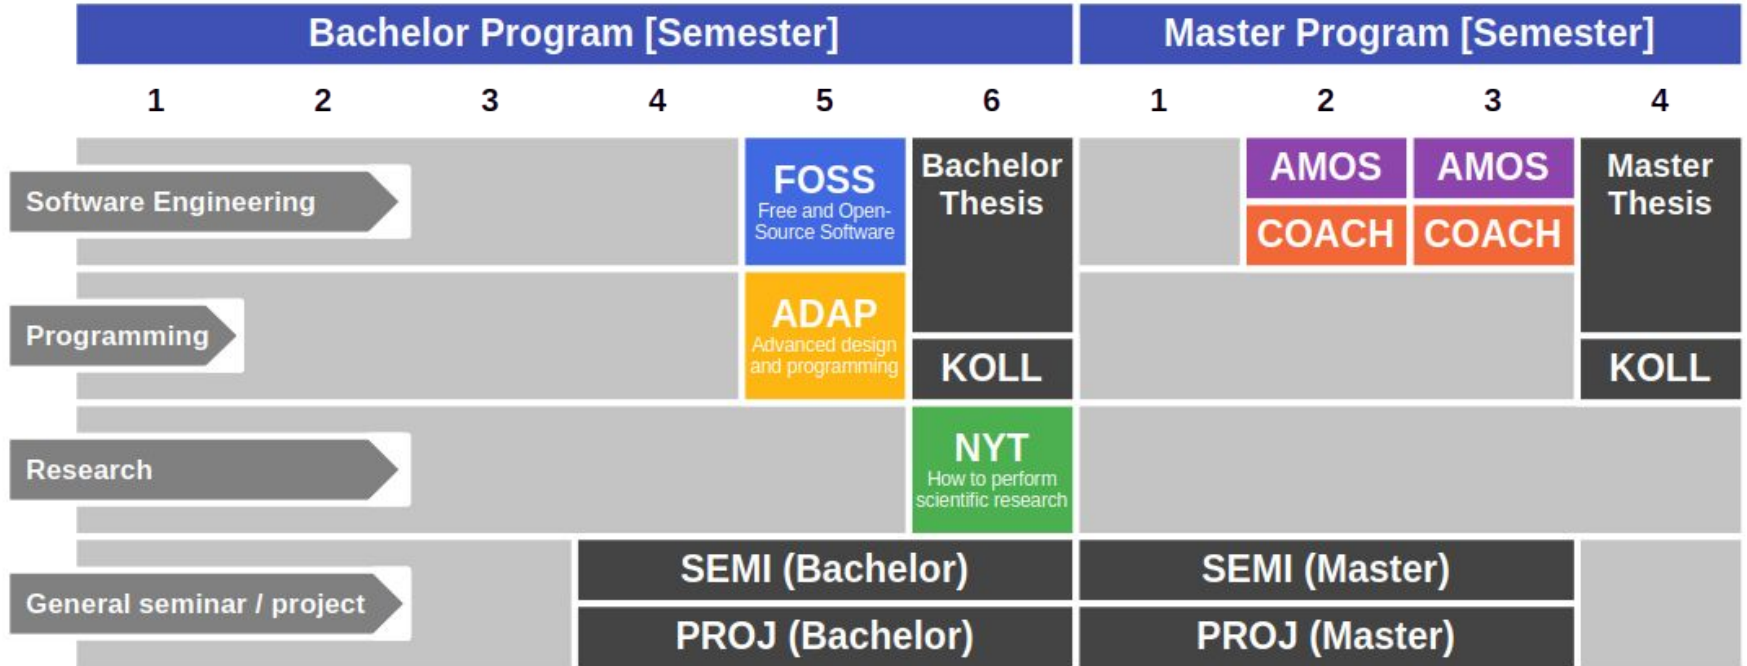 Bachelor Program [Semester]
Master Program [Semester]
1 2 3 4 5 6 1 2 3 4
Software Engineering
FOSS
Free and Open-
Source Software
Bachelor
Thesis
AMOS
AMOS
COACH
COACH
Master
Thesis
Programming
ADAP
Advanced design
and programming
KOLL
KOLL
Research
NYT
How to perform
scientific research
General seminar / project
SEMI (Bachelor)
SEMI (Master)
PROJ (Bachelor)
PROJ (Master)